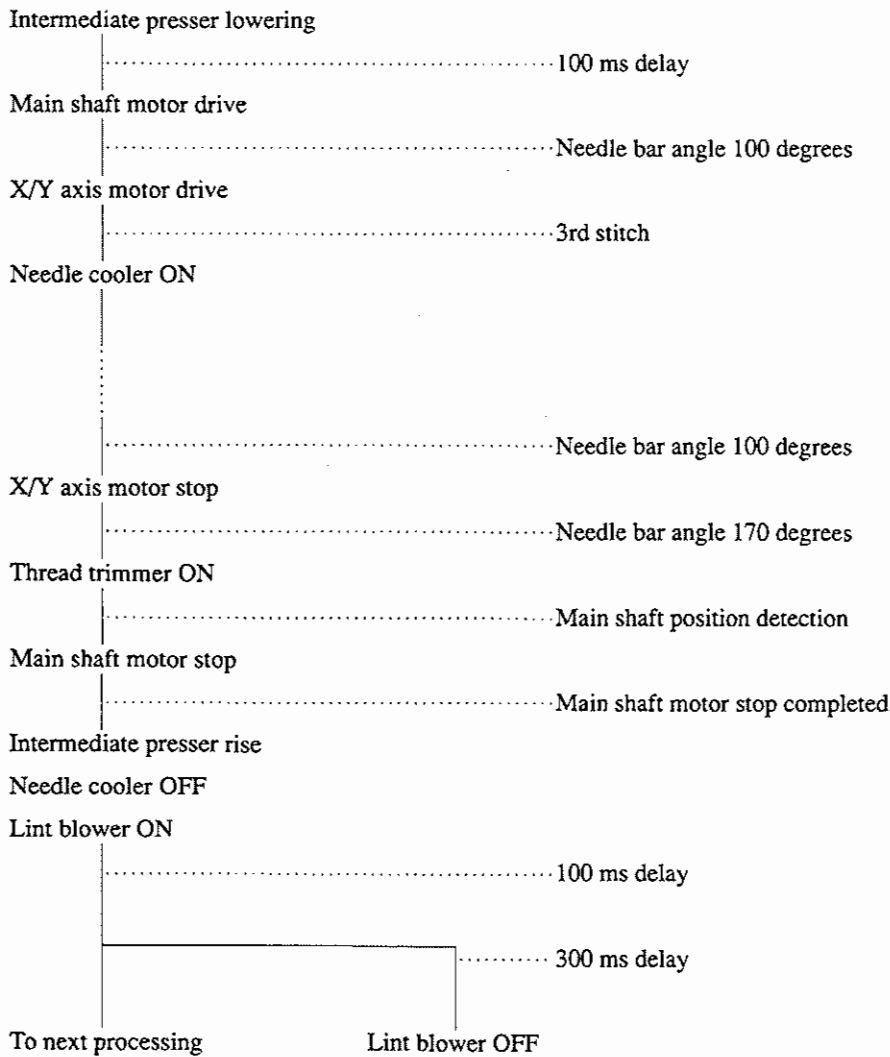 Intermediate presser lowering
100 ms delay
Main shaft motor drive
Needle bar angle 100 degrees
X/Y axis motor drive
3rd stitch
Needle cooler ON
Needle bar angle 100 degrees
X/Y axis motor stop
Needle bar angle 170 degrees
Thread trimmer ON
Main shaft position detection
Main shaft motor stop
Main shaft motor stop completed
Intermediate presser rise
Needle cooler OFF
Lint blower ON
100 ms delay
300 ms delay
To next processing Lint blower OFF